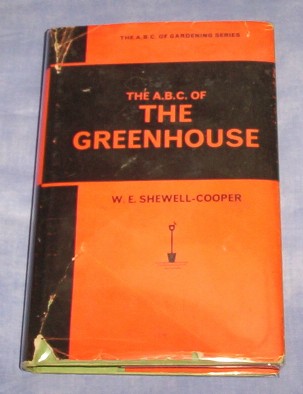 THE A.B.C. OF GARDENING SERIES
THE A.B.C. OF
THE
GREENHOUSE
W. E. SHEWELL-COOPER